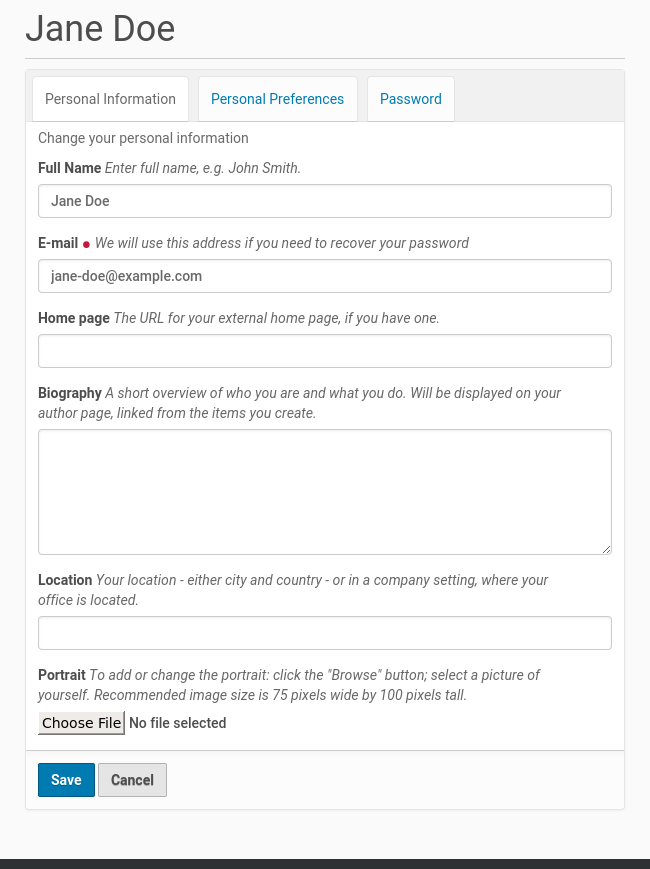 Jane Doe
Personal Information
Personal Preferences
Password
Change your personal information
Full Name Enter full name, e.g. John Smith.
Jane Doe
E-mail ● We will use this address if you need to recover your password
jane-doe@example.com
Home page The URL for your external home page, if you have one.
Biography A short overview of who you are and what you do. Will be displayed on your
author page, linked from the items you create.
Location Your location - either city and country - or in a company setting, where your
office is located.
Portrait To add or change the portrait: click the "Browse" button; select a picture of
yourself. Recommended image size is 75 pixels wide by 100 pixels tall.
Choose File No file selected
Save
Cancel